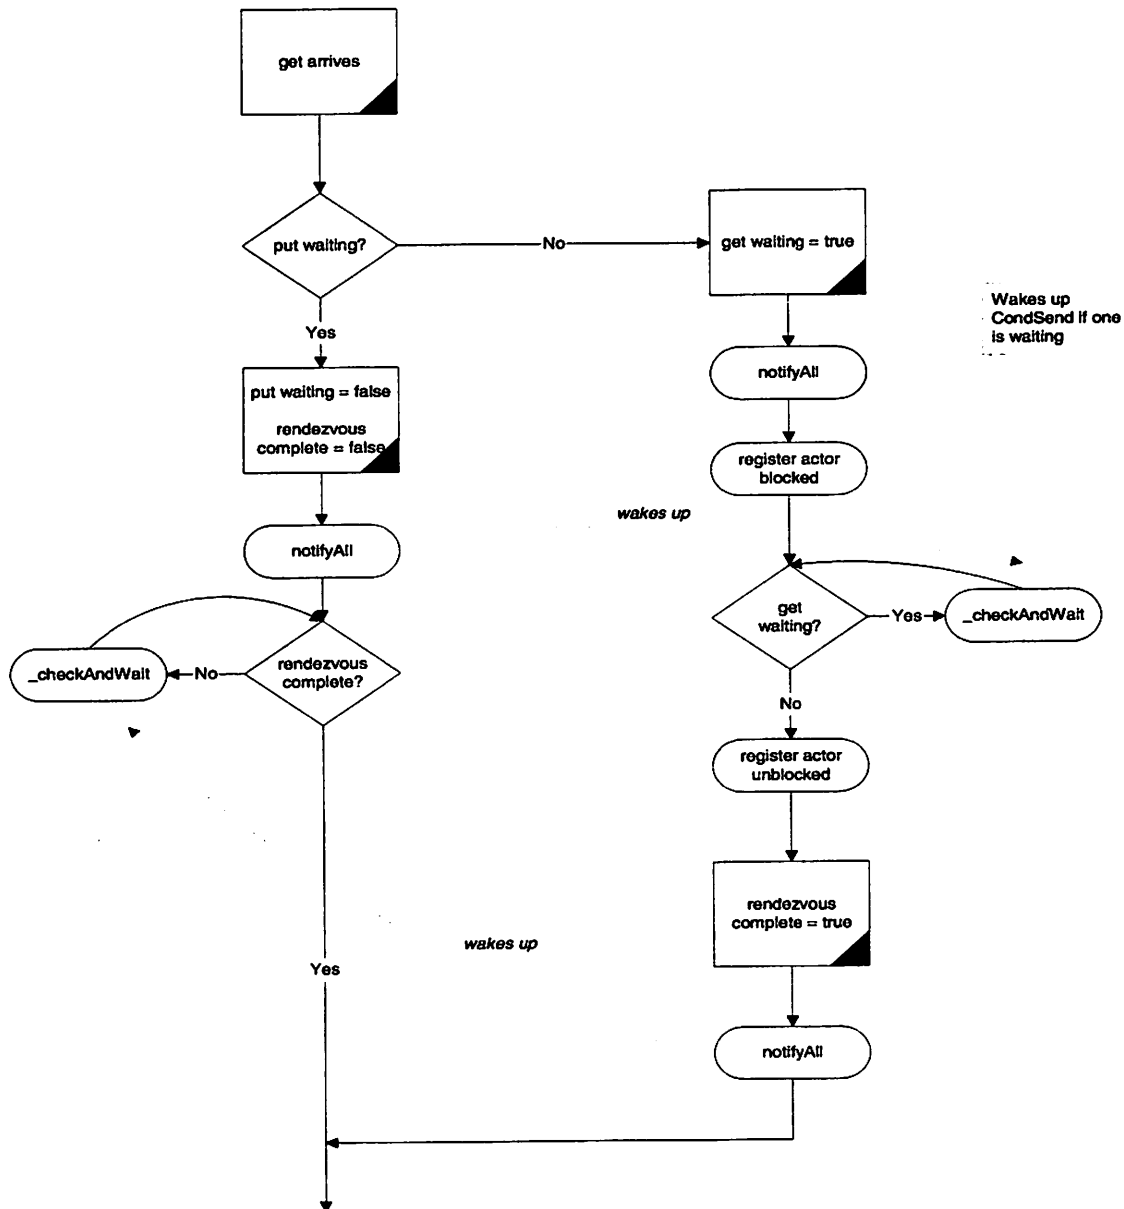 get arrives
put waiting?
No
get waiting = true
Wakes up
CondSend if one
is waiting
Yes
notifyAll
put waiting = false
rendezvous
complete = false
register actor
blocked
wakes up
notifyAll
get
waiting?
Yes
_checkAndWait
rendezvous
complete?
No
_checkAndWait
No
register actor
unblocked
rendezvous
complete = true
wakes up
Yes
notifyAll